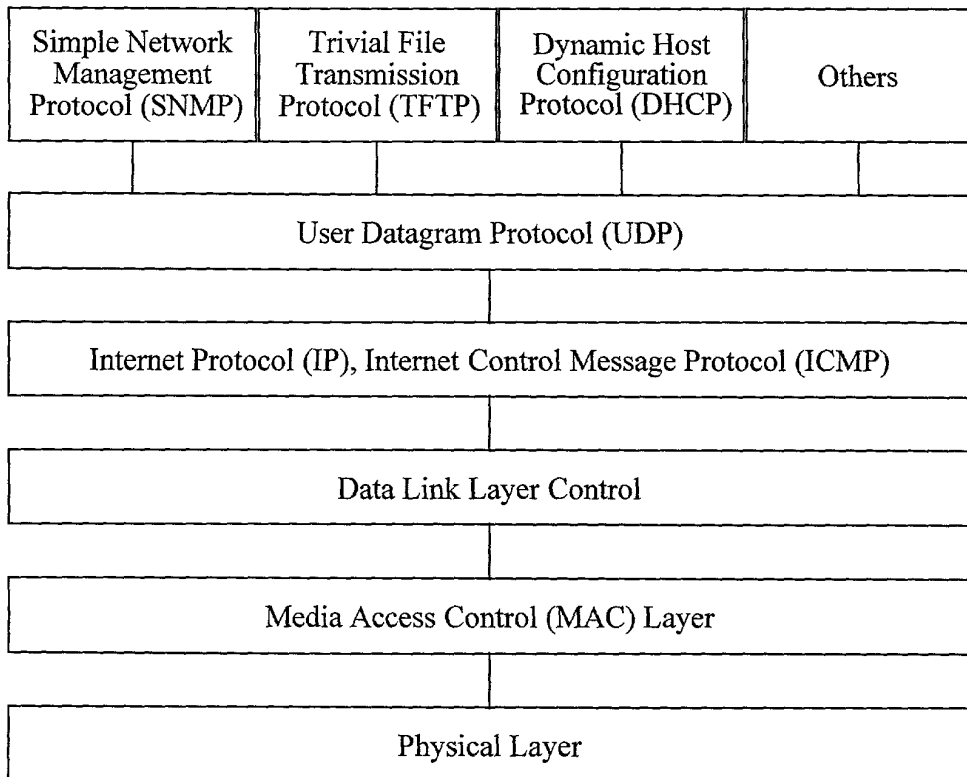 Simple Network
Management
Protocol (SNMP)
Trivial File
Transmission
Protocol (TFTP)
Dynamic Host
Configuration
Protocol (DHCP)
Others
User Datagram Protocol (UDP)
Internet Protocol (IP), Internet Control Message Protocol (ICMP)
Data Link Layer Control
Media Access Control (MAC) Layer
Physical Layer